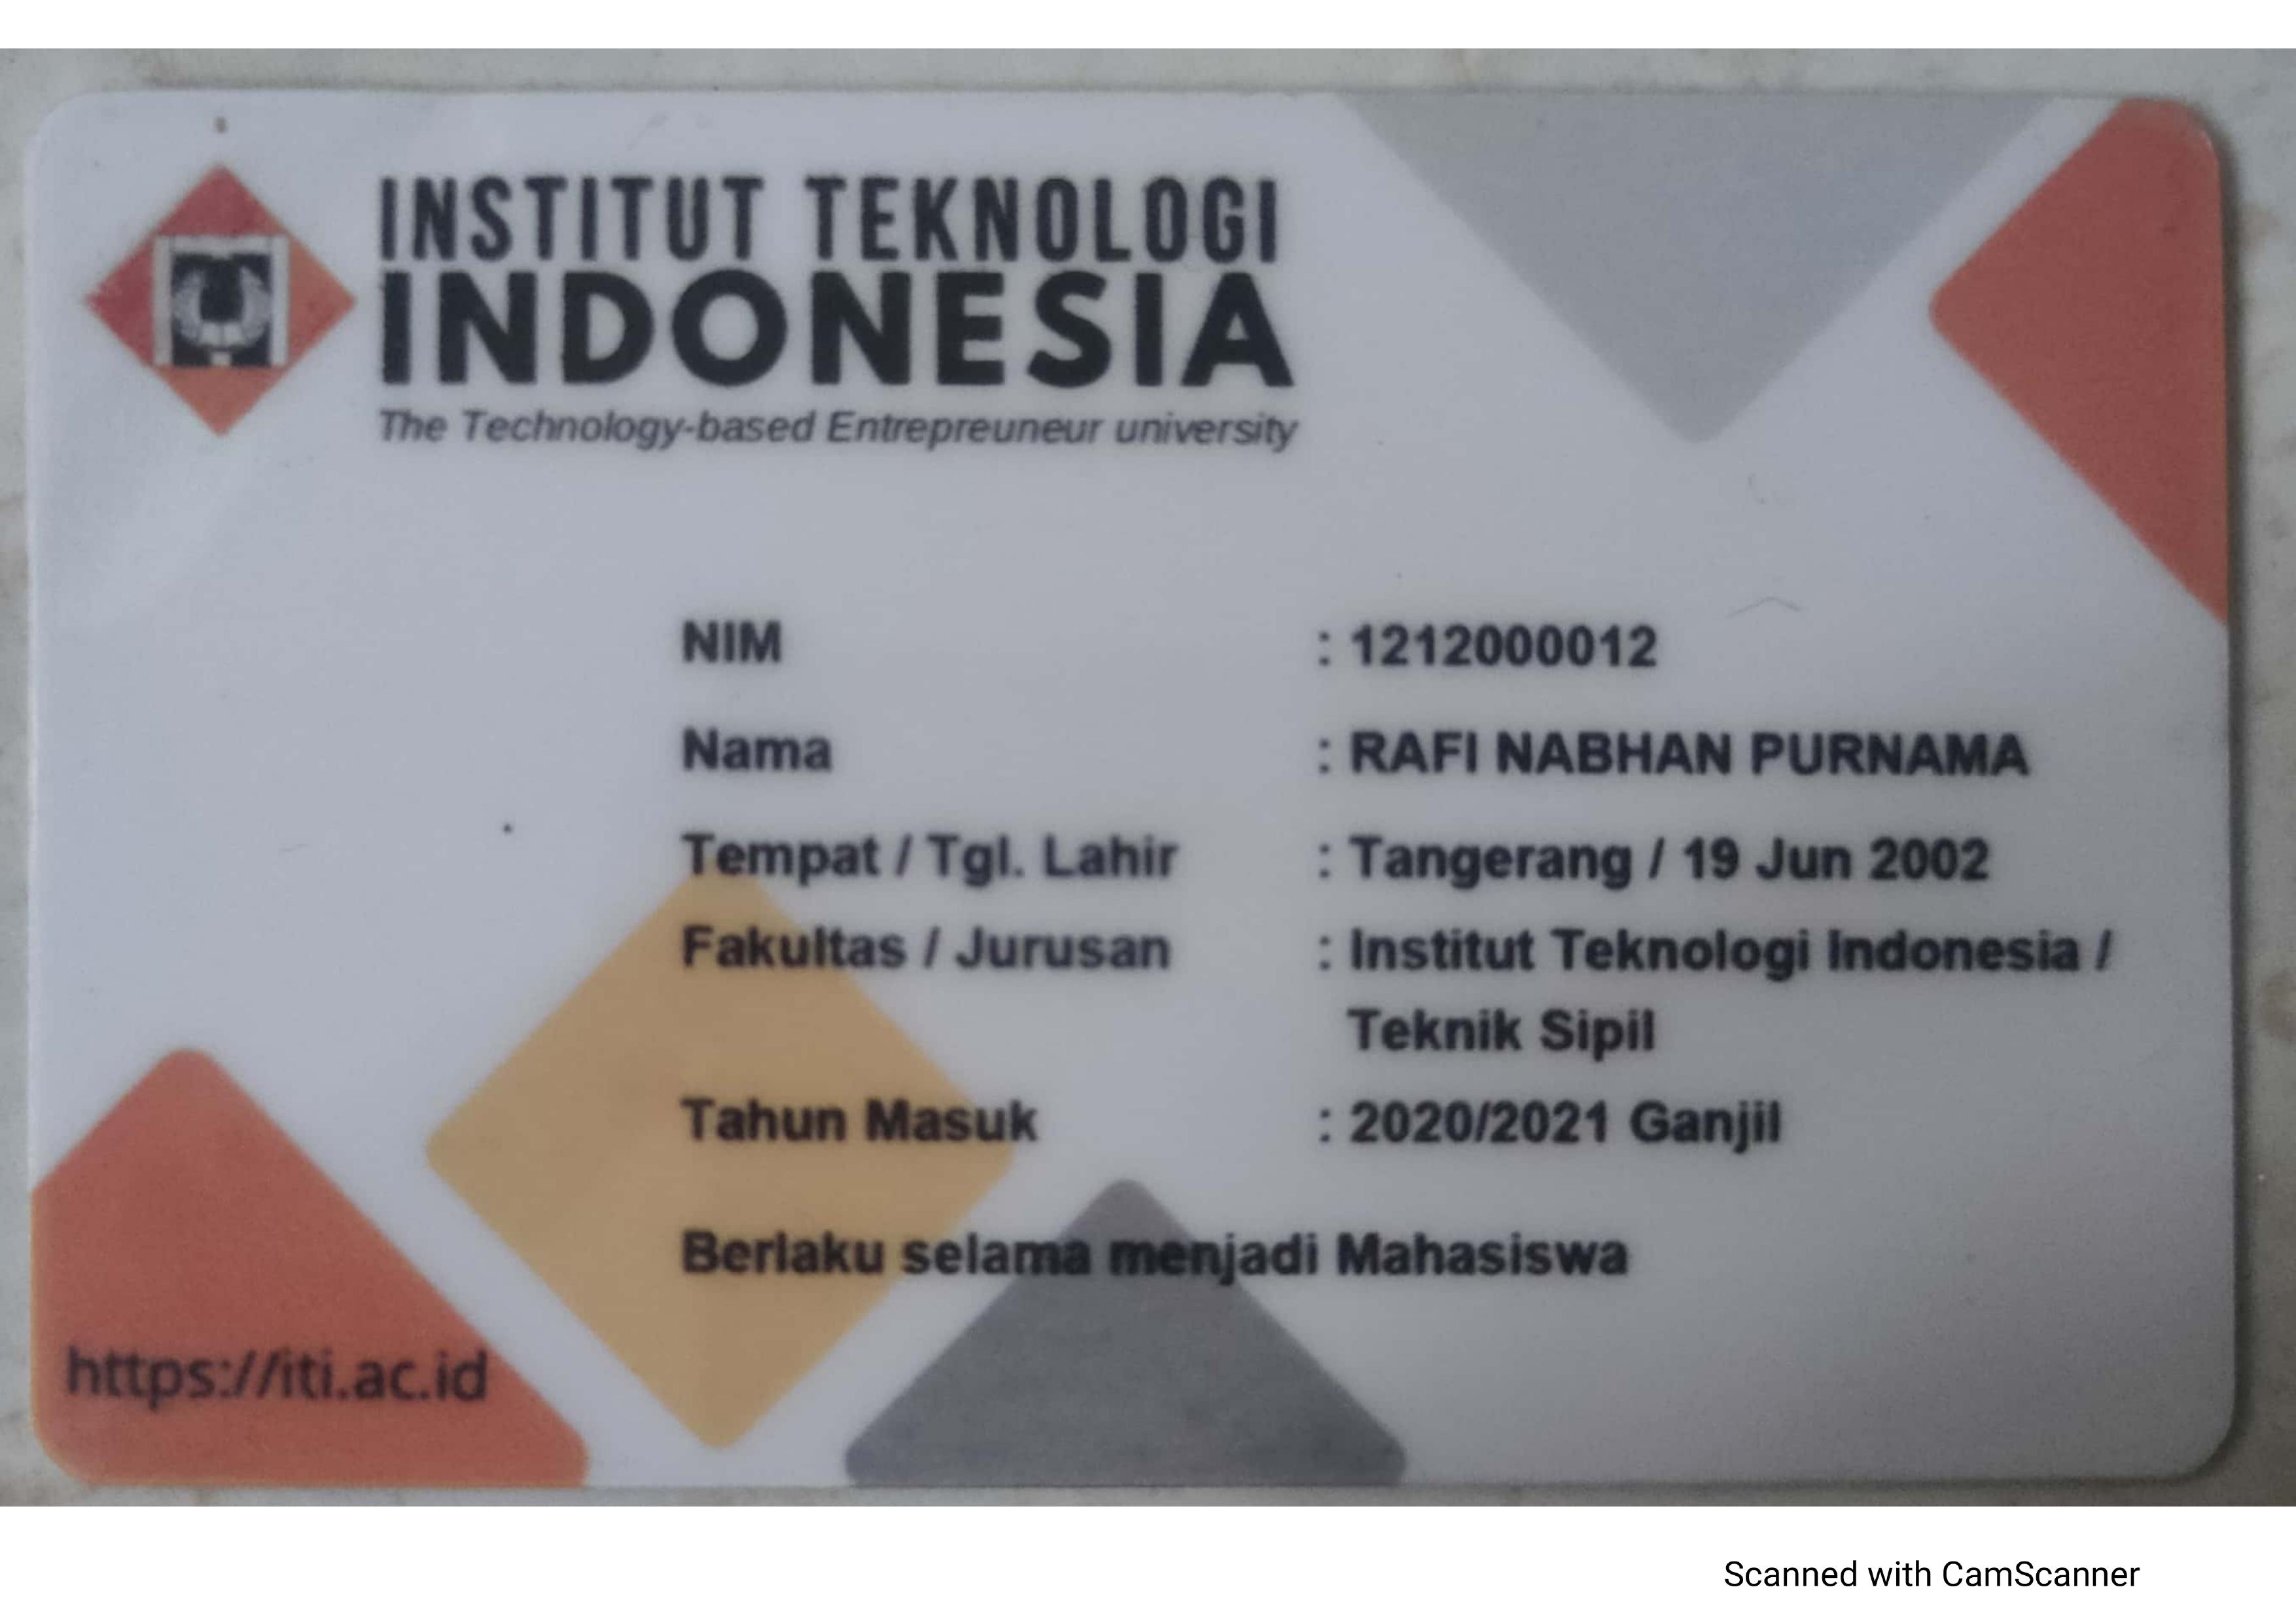 INSTITUT TEKNOLOGI
INDONESIA
The Technology-based Entrepreuneur university
NIM : 1212000012
Nama : RAFI NABHAN PURNAMA
Tempat / Tgl. Lahir : Tangerang / 19 Jun 2002
Fakultas / Jurusan : Institut Teknologi Indonesia /
Teknik Sipil
Tahun Masuk : 2020/2021 Ganjil
Berlaku selama menjadi Mahasiswa
https://iti.ac.id
Scanned with CamScanner